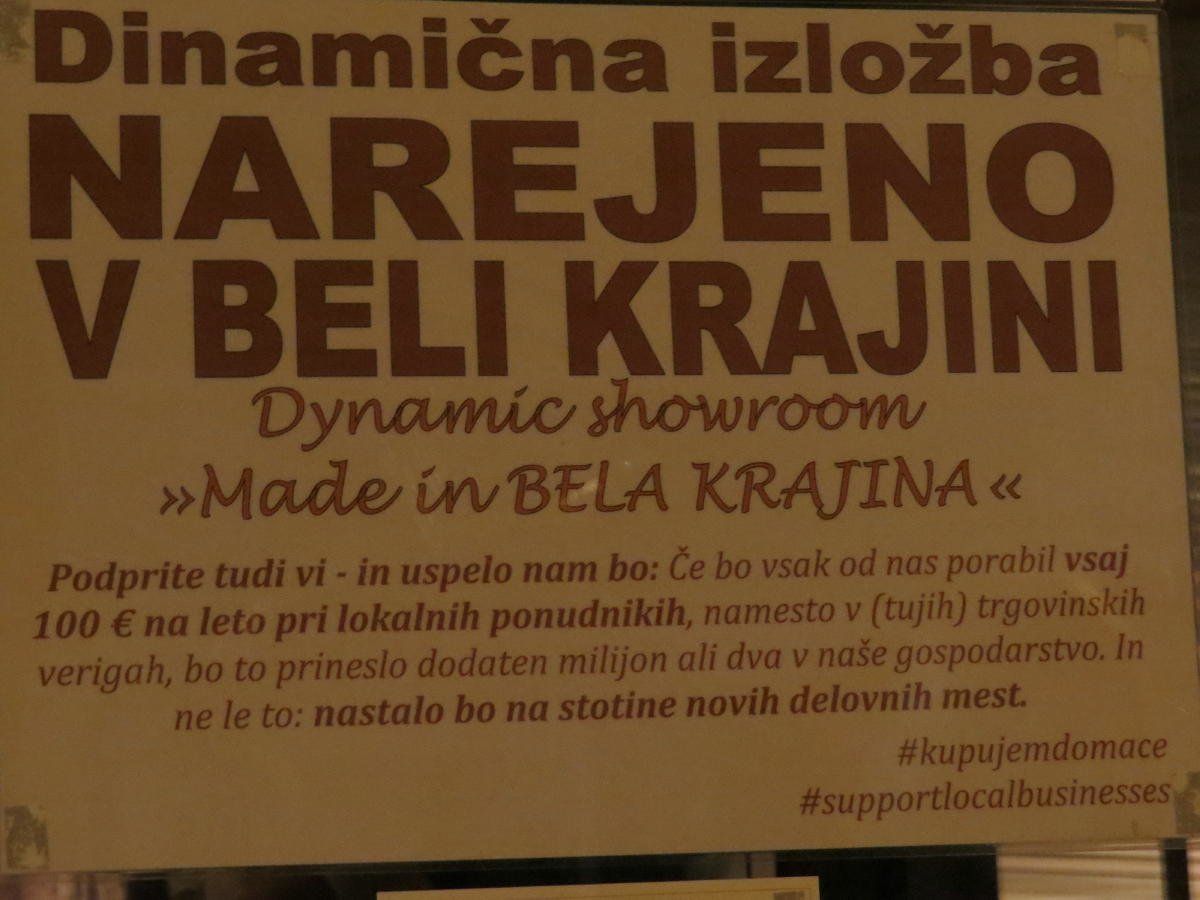 Dinamična izložba
NAREJENO
V BELI KRAJINI
Dynamic showroom
»Made in BELA KRAJINA«
Podprite tudi vi - in uspelo nam bo: Če bo vsak od nas porabil vsaj
100 € na leto pri lokalnih ponudnikih, namesto v (tujih) trgovinskih
verigah, bo to prineslo dodaten milijon ali dva v naše gospodarstvo. In
ne le to: nastalo bo na stotine novih delovnih mest.
#kupujemdomace
#supportlocalbusinesses